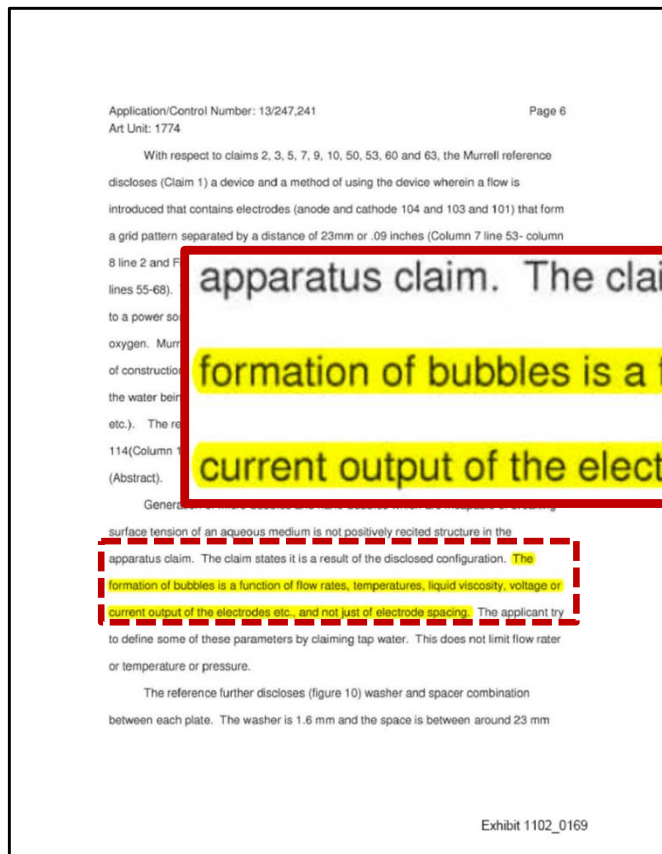 Application/Control Number: 13/247,241 Page 6
Art Unit: 1774
With respect to claims 2, 3, 5, 7, 9, 10, 50, 53, 60 and 63, the Murrell reference
discloses (Claim 1) a device and a method of using the device wherein a flow is
introduced that contains electrodes (anode and cathode 104 and 103 and 101) that form
a grid pattern separated by a distance of 23mm or .09 inches (Column 7 line 53- column
8 line 2 and F
lines 55-68).
to a power so
oxygen. Murr
of construction
the water bein
etc.). The re
114(Column 1
(Abstract).
apparatus claim. The clai
formation of bubbles is a f
current output of the elect
surface tension of an aqueous medium is not positively recited structure in the
apparatus claim. The claim states it is a result of the disclosed configuration. The
formation of bubbles is a function of flow rates, temperatures, liquid viscosity, voltage or
current output of the electrodes etc., and not just of electrode spacing. The applicant try
to define some of these parameters by claiming tap water. This does not limit flow rater
or temperature or pressure.
The reference further discloses (figure 10) washer and spacer combination
between each plate. The washer is 1.6 mm and the space is between around 23 mm
Exhibit 1102_0169